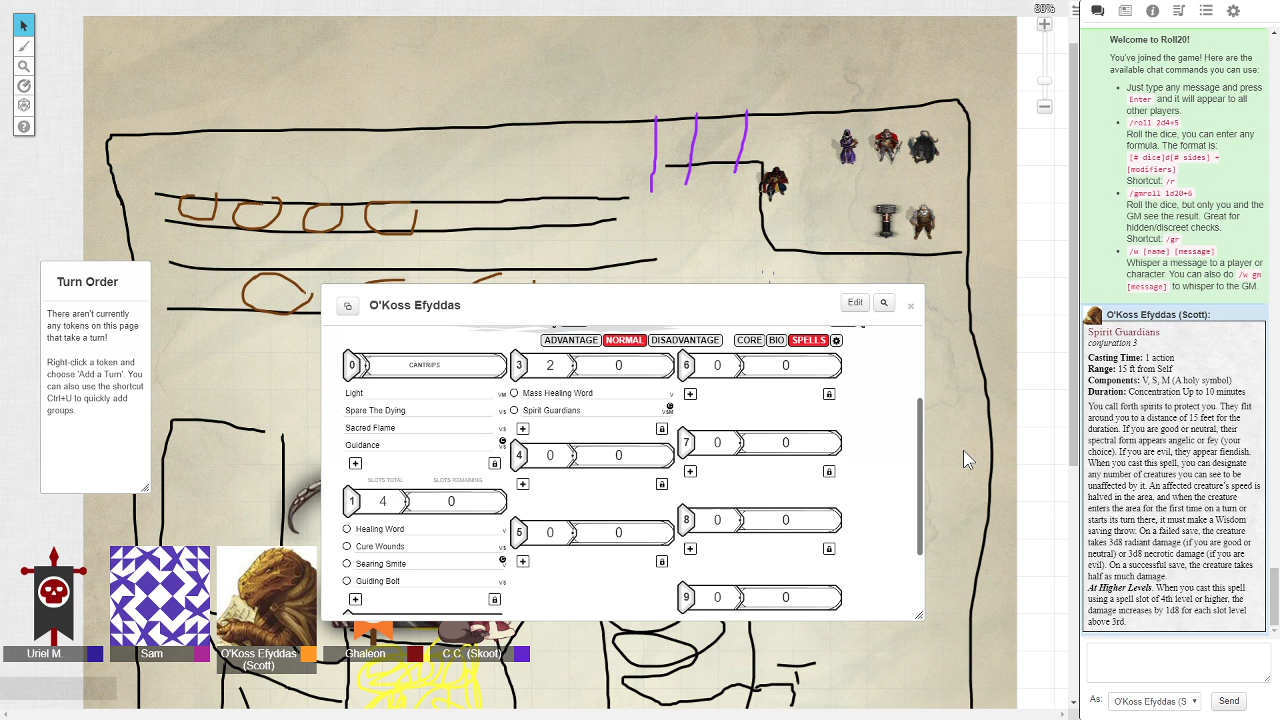 88%
Welcome to Roll20!
You've joined the game! Here are the
available chat commands you can use:
Just type any message and press
Enter and it will appear to all
other players.
/roll 2d4+5
Roll the dice, you can enter any
formula. The format is:
[# dice]d[# sides] +
[modifiers]
Shortcut: /r
/gmroll 1d20+6
Roll the dice, but only you and the
GM see the result. Great for
hidden/discreet checks.
Shortcut: /gr
/w [name] [message]
Whisper a message to a player or
character. You can also do /w gm
[message] to whisper to the GM.
O'Koss Efyddas (Scott):
Spirit Guardians
conjuration 3
Casting Time: 1 action
Range: 15 ft from Self
Components: V, S, M (A holy symbol)
Duration: Concentration Up to 10 minutes
You call forth spirits to protect you. They flit
around you to a distance of 15 feet for the
duration. If you are good or neutral, their
spectral form appears angelic or fey (your
choice). If you are evil, they appear fiendish.
When you cast this spell, you can designate
any number of creatures you can see to be
unaffected by it. An affected creature's speed is
halved in the area, and when the creature
enters the area for the first time on a turn or
starts its turn there, it must make a Wisdom
saving throw. On a failed save, the creature
takes 3d8 radiant damage (if you are good or
neutral) or 3d8 necrotic damage (if you are
evil). On a successful save, the creature takes
half as much damage.
At Higher Levels. When you cast this spell
using a spell slot of 4th level or higher, the
damage increases by 1d8 for each slot level
above 3rd.
As: O'Koss Efyddas (S
Send
Turn Order
There aren't currently
any tokens on this page
that take a turn!
Right-click a token and
choose 'Add a Turn'. You
can also use the shortcut
Ctrl+U to quickly add
groups.
O'Koss Efyddas
Edit
ADVANTAGE NORMAL DISADVANTAGE CORE BIO SPELLS
0 CANTRIPS
Light VM
Spare The Dying VS
Sacred Flame VS
Guidance C VS
SLOTS TOTAL SLOTS REMAINING
1 4 0
Healing Word V
Cure Wounds VS
Searing Smite C V
Guiding Bolt VS
3 2 0
Mass Healing Word V
Spirit Guardians C VSM
4 0 0
5 0 0
6 0 0
7 0 0
8 0 0
9 0 0
Uriel M.
Sam
O'Koss Efyddas
(Scott)
Ghaleon
C.C. (Skoot)